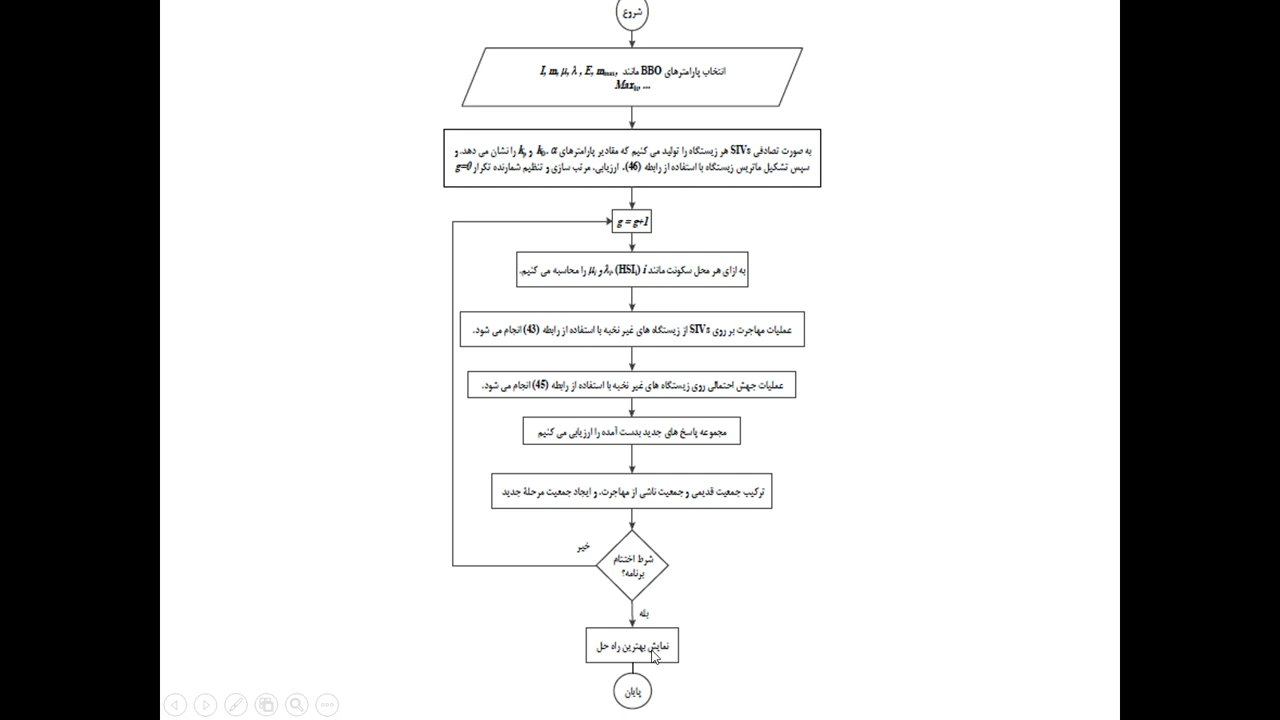 شروع
انتخاب پارامترهای BBO مانند I, m, μ, λ , E, mmax,
Maxit, ...
به صورت تصادفی SIVs هر زیستگاه را تولید می کنیم که مقادیر پارامترهای α ،k0 و kp را نشان می دهد. و
سپس تشکیل ماتریس زیستگاه با استفاده از رابطه (46)، ارزیابی، مرتب سازی و تنظیم شمارنده تکرار g=0
g = g+1
به ازای هر محل سکونت مانند i (HSIi)، λi و μi را محاسبه می کنیم.
عملیات مهاجرت بر روی SIVs از زیستگاه های غیر نخبه با استفاده از رابطه (43) انجام می شود.
عملیات جهش احتمالی روی زیستگاه های غیر نخبه با استفاده از رابطه (45) انجام می شود.
مجموعه پاسخ های جدید بدست آمده را ارزیابی می کنیم
ترکیب جمعیت قدیمی و جمعیت ناشی از مهاجرت، و ایجاد جمعیت مرحلۀ جدید
خیر
شرط اختتام
برنامه؟
بله
نمایش بهترین راه حل
پایان